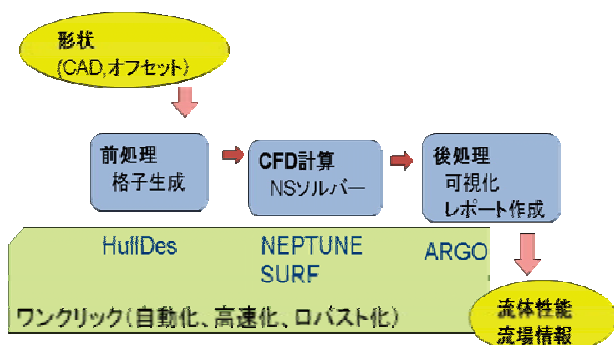 形状
(CAD,オフセット)
前処理
格子生成
CFD計算
NSソルバー
後処理
可視化
レポート作成
HullDes
NEPTUNE
SURF
ARGO
ワンクリック(自動化、高速化、ロバスト化)
流体性能
流場情報